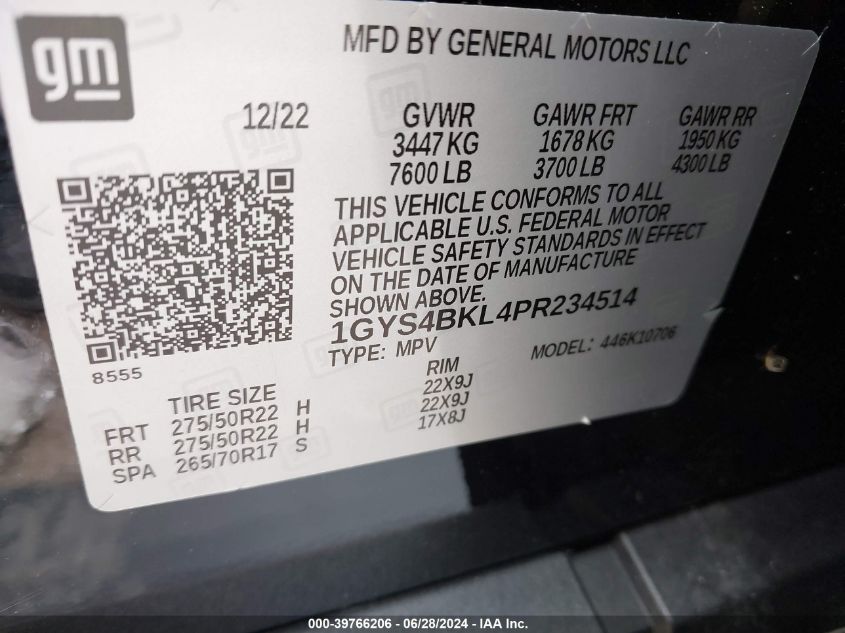 gm
MFD BY GENERAL MOTORS LLC
12/22 GVWR GAWR FRT GAWR RR
3447 KG 1678 KG 1950 KG
7600 LB 3700 LB 4300 LB
THIS VEHICLE CONFORMS TO ALL
APPLICABLE U.S. FEDERAL MOTOR
VEHICLE SAFETY STANDARDS IN EFFECT
ON THE DATE OF MANUFACTURE
SHOWN ABOVE.
1GYS4BKL4PR234514
TYPE: MPV MODEL: 446K10706
8555
TIRE SIZE RIM
FRT 275/50R22 H 22X9J
RR 275/50R22 H 22X9J
SPA 265/70R17 S 17X8J
000-39766206 - 06/28/2024 - IAA Inc.